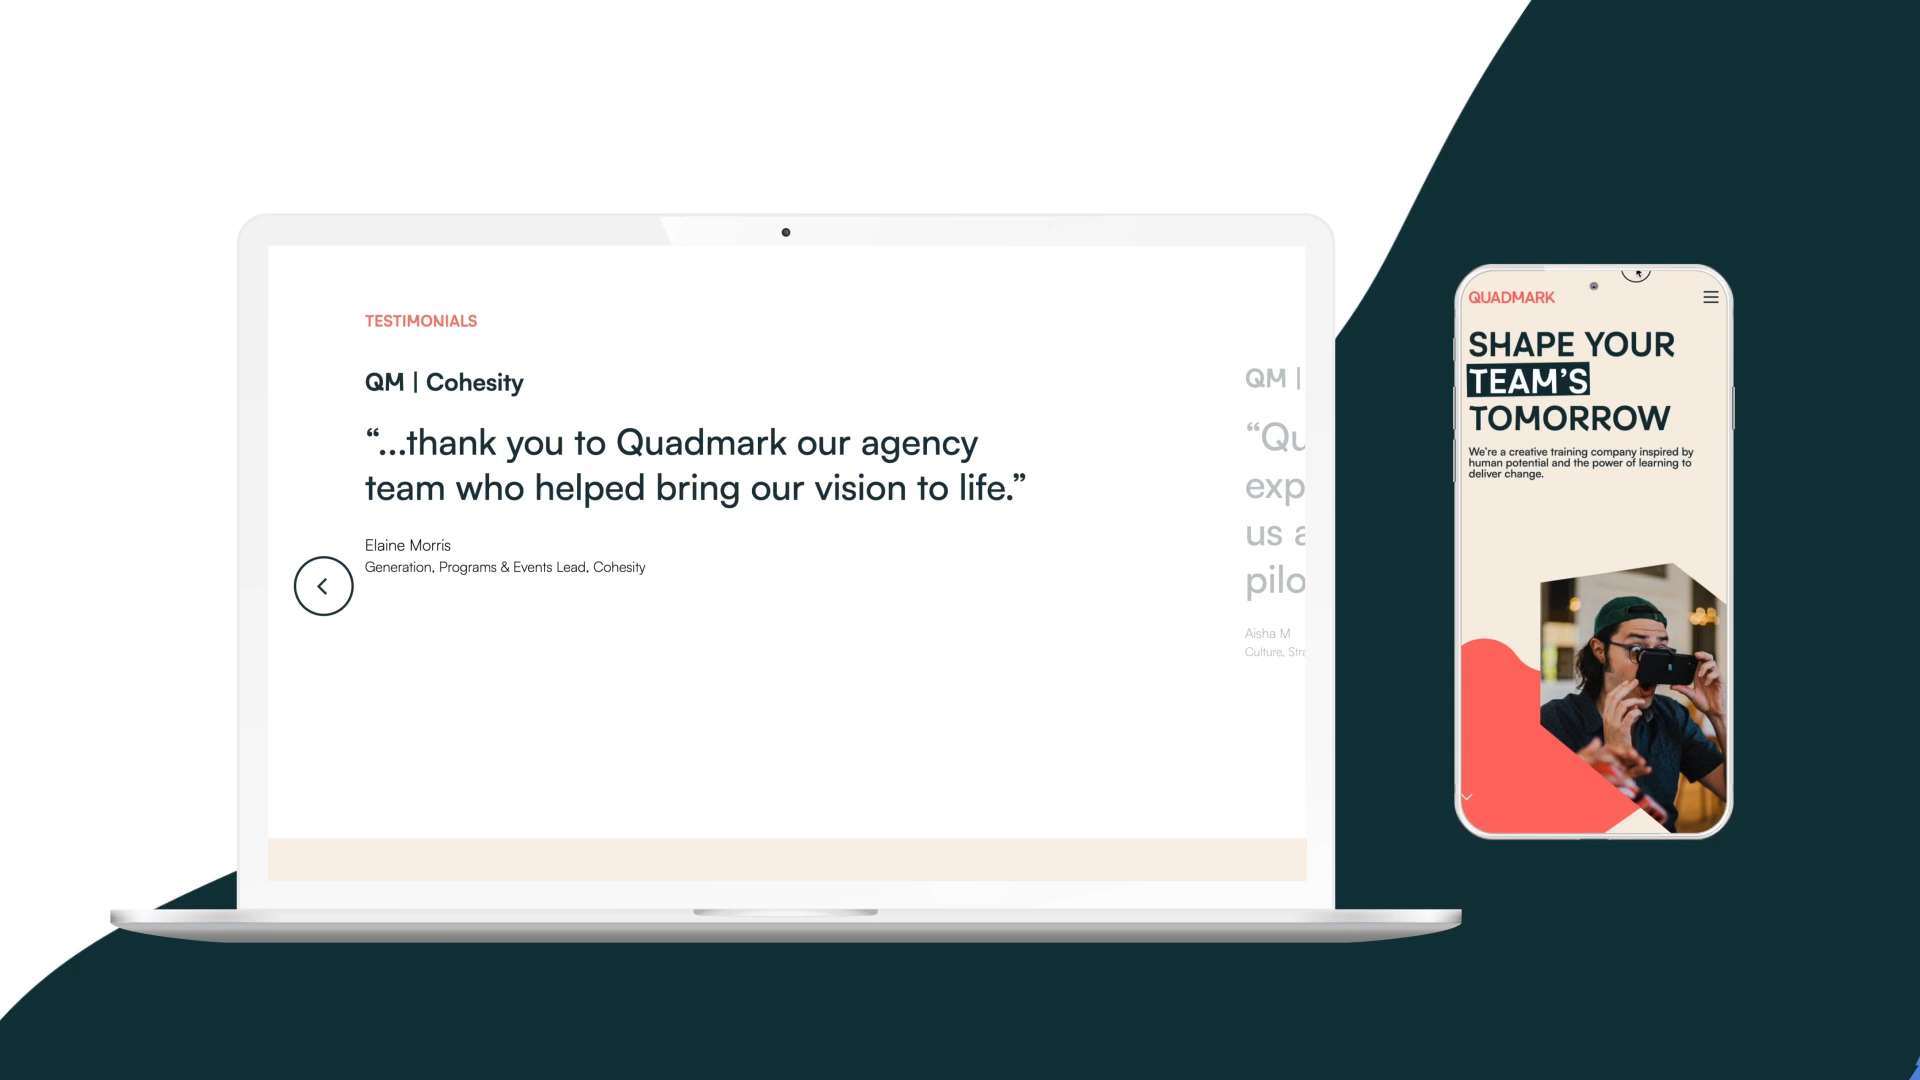 TESTIMONIALS
QM | Cohesity
“...thank you to Quadmark our agency
team who helped bring our vision to life.”
Elaine Morris
Generation, Programs & Events Lead, Cohesity
QM |
“Qu
exp
us a
pilo
Aisha M
Culture, Stra
QUADMARK
SHAPE YOUR
TEAM’S
TOMORROW
We’re a creative training company inspired by
human potential and the power of learning to
deliver change.